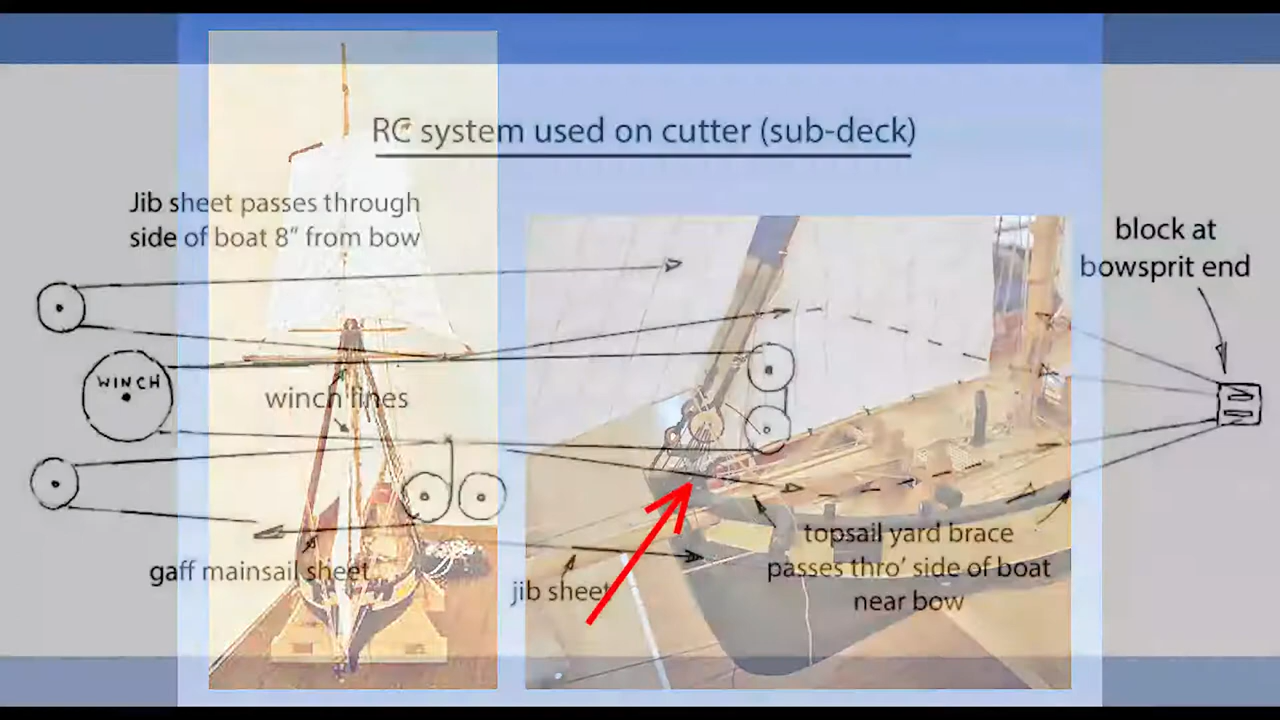 RC system used on cutter (sub-deck)
Jib sheet passes through
side of boat 8" from bow
block at
bowsprit end
WINCH
winch lines
gaff mainsail sheet
jib sheet
topsail yard brace
passes thro' side of boat
near bow